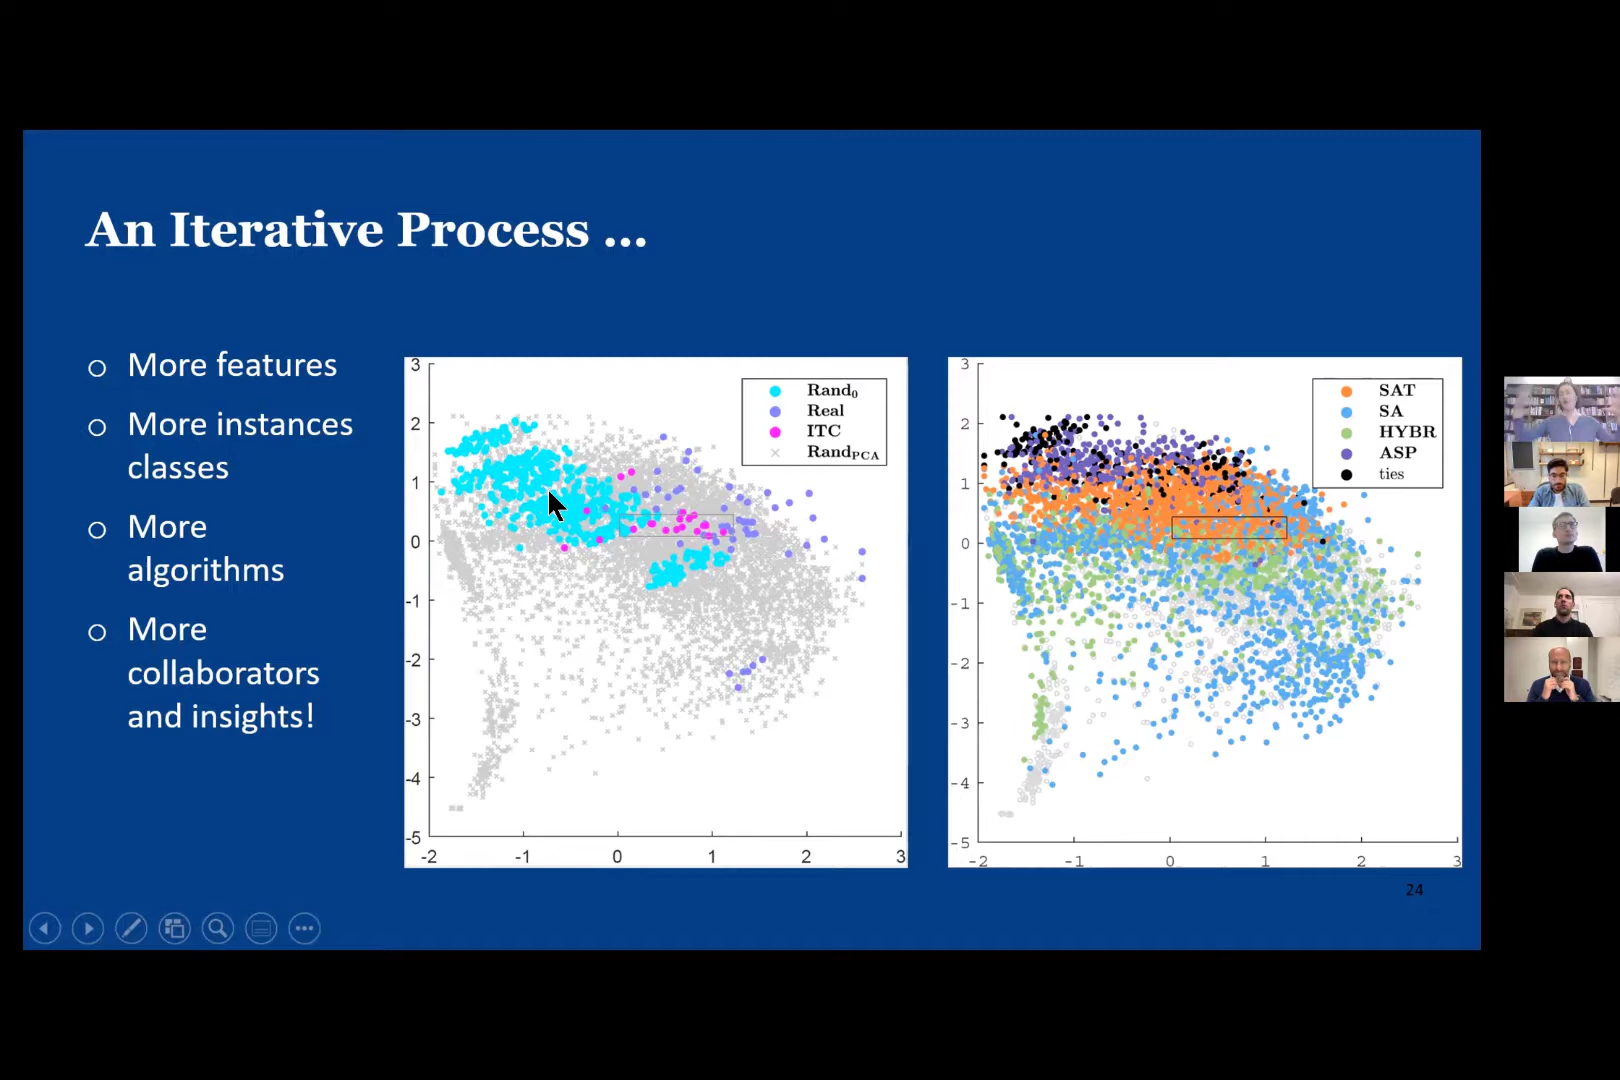 An Iterative Process ...
o More features
o More instances
classes
o More
algorithms
o More
collaborators
and insights!
3
2
1
0
-1
-2
-3
-4
-5
-2 -1 0 1 2 3
Rand₀
Real
ITC
Rand_PCA
3
2
1
0
-1
-2
-3
-4
-5
-2 -1 0 1 2 3
SAT
SA
HYBR
ASP
ties
24